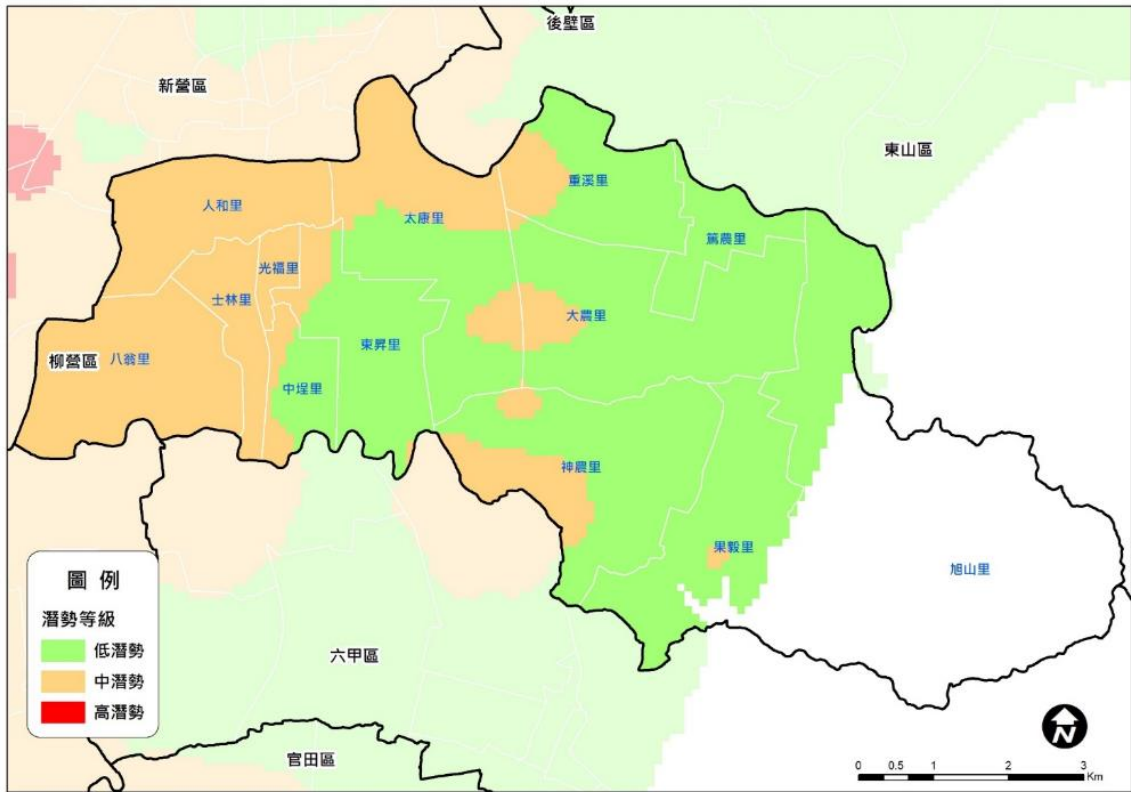 後壁區
新營區
東山區
重溪里
人和里
太康里
篤農里
光福里
士林里
大農里
東昇里
八翁里
柳營區
中埕里
神農里
果毅里
旭山里
六甲區
官田區
圖 例
潛勢等級
低潛勢
中潛勢
高潛勢
N
0 0.5 1 2 3
Km